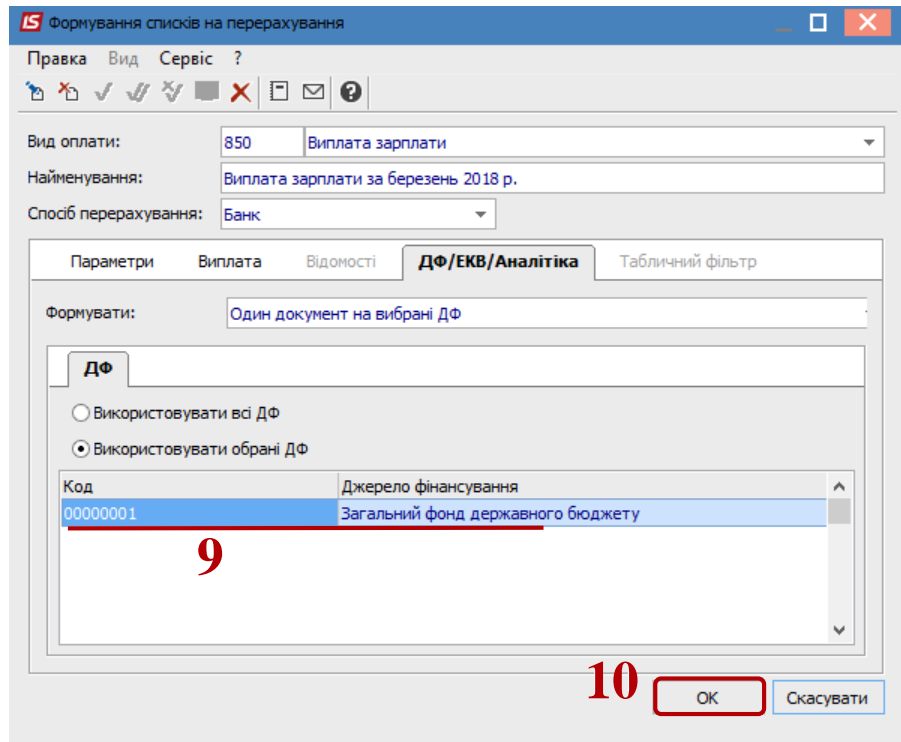 IS Формування списків на перерахування
Правка Вид Сервіс ?
Вид оплати: 850 Виплата зарплати
Найменування: Виплата зарплати за березень 2018 р.
Спосіб перерахування: Банк
Параметри Виплата Відомості ДФ/ЕКВ/Аналітика Табличний фільтр
Формувати: Один документ на вибрані ДФ
ДФ
Використовувати всі ДФ
Використовувати обрані ДФ
Код Джерело фінансування
00000001 Загальний фонд державного бюджету
9
10
OK Скасувати